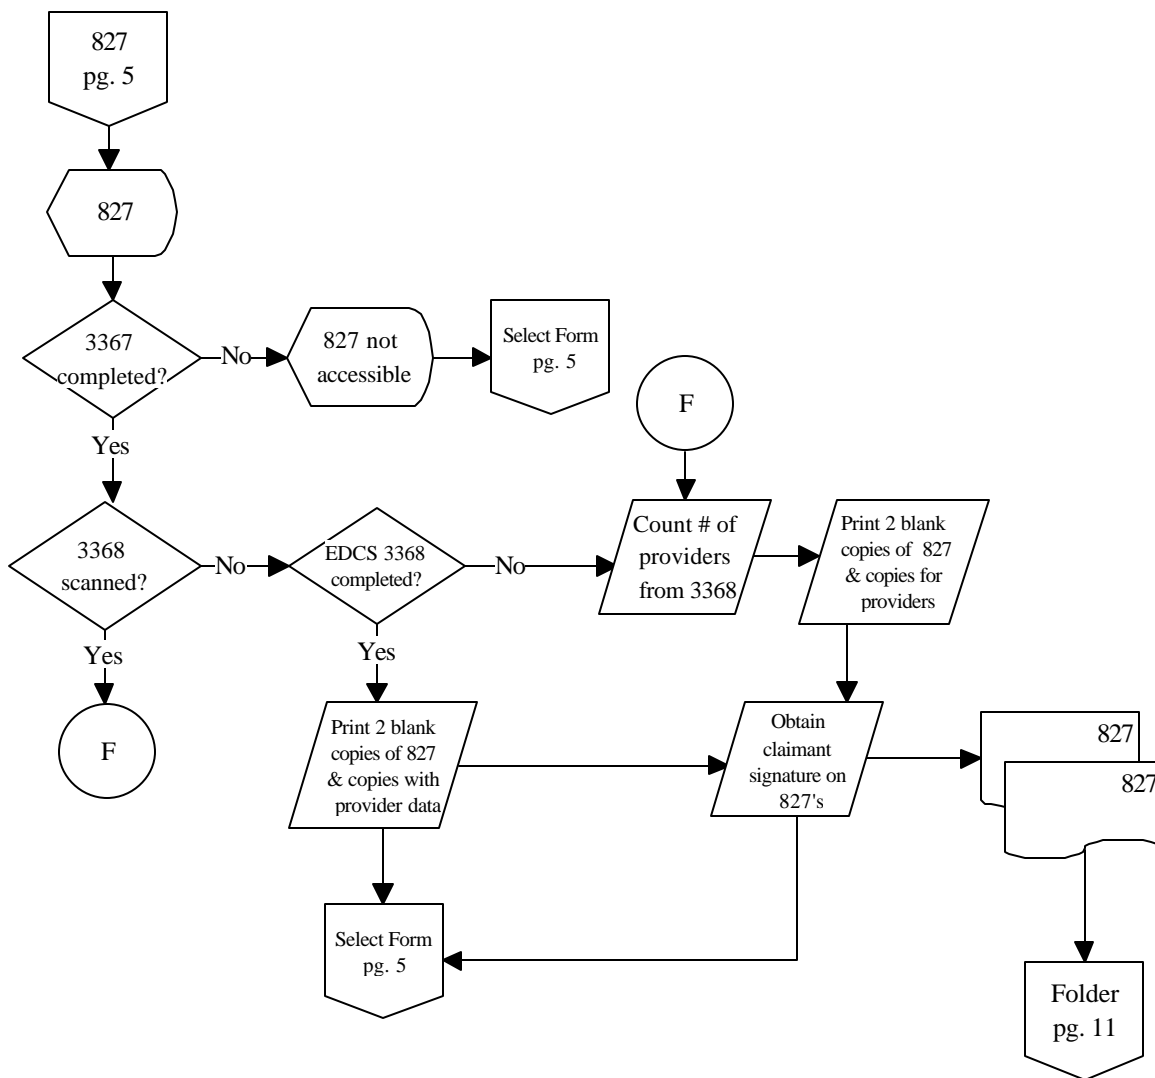 827
pg. 5
827
3367
completed?
No
827 not
accessible
Select Form
pg. 5
F
Yes
3368
scanned?
No
EDCS 3368
completed?
No
Count # of
providers
from 3368
Print 2 blank
copies of 827
& copies for
providers
Yes
F
Yes
Print 2 blank
copies of 827
& copies with
provider data
Obtain
claimant
signature on
827's
827
827
Select Form
pg. 5
Folder
pg. 11